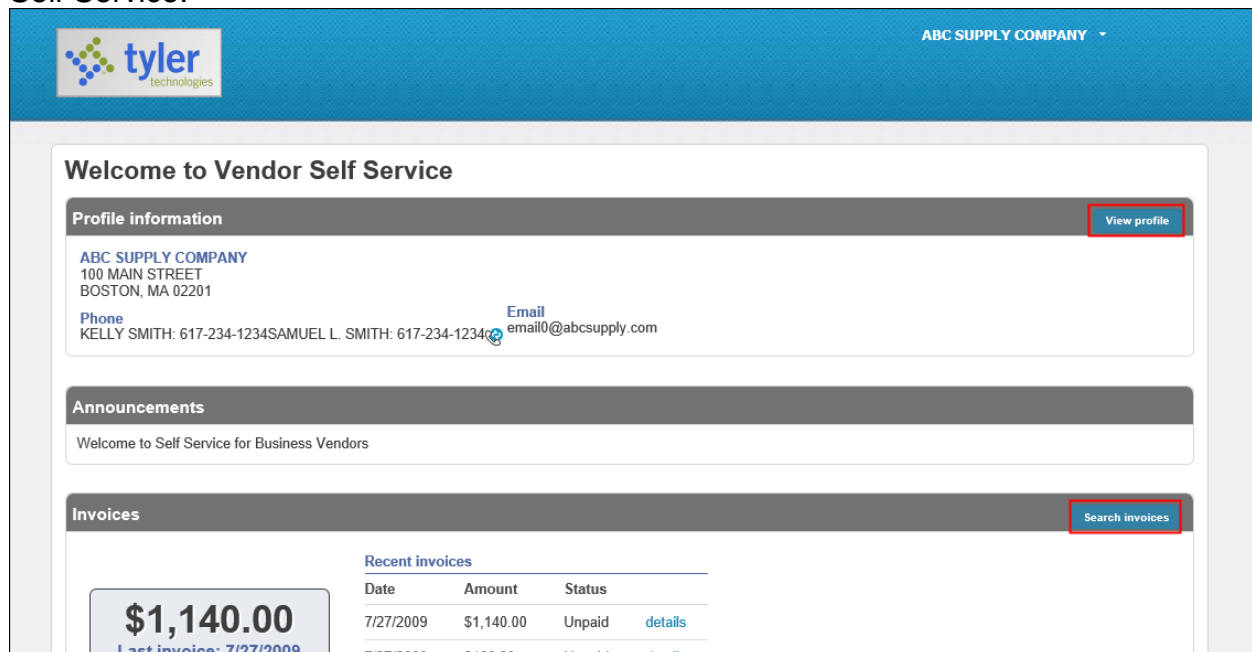 Self Service.
tyler
technologies
ABC SUPPLY COMPANY
Welcome to Vendor Self Service
Profile information
View profile
ABC SUPPLY COMPANY
100 MAIN STREET
BOSTON, MA 02201
Phone
KELLY SMITH: 617-234-1234SAMUEL L. SMITH: 617-234-1234
Email
email0@abcsupply.com
Announcements
Welcome to Self Service for Business Vendors
Invoices
Search invoices
$1,140.00
Last invoice: 7/27/2009
Recent invoices
Date Amount Status
7/27/2009 $1,140.00 Unpaid details